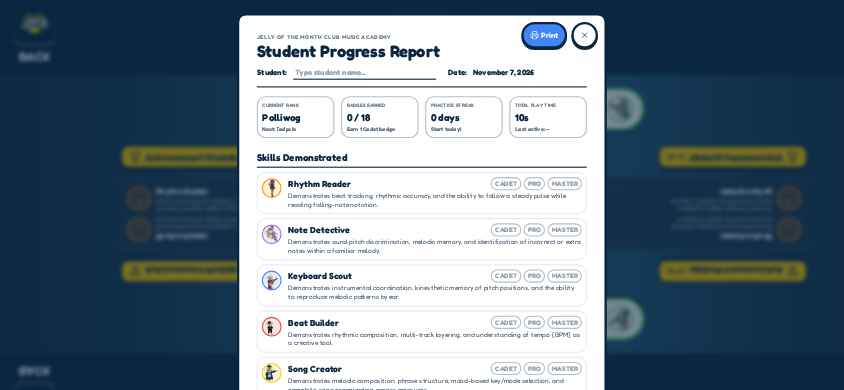 JELLY OF THE MONTH CLUB MUSIC ACADEMY
Student Progress Report
Print
Student: Type student name... Date: November 7, 2026
CURRENT RANK
Polliwog
Next: Tadpole
BADGES EARNED
0 / 18
Earn 1 Cadet badge
PRACTICE STREAK
0 days
Start today!
TOTAL PLAY TIME
10s
Last active: —
Skills Demonstrated
Rhythm Reader CADET PRO MASTER
Demonstrates beat tracking, rhythmic accuracy, and the ability to follow a steady pulse while
reading falling-note notation.
Note Detective CADET PRO MASTER
Demonstrates aural pitch discrimination, melodic memory, and identification of incorrect or extra
notes within a familiar melody.
Keyboard Scout CADET PRO MASTER
Demonstrates instrumental coordination, kinesthetic memory of pitch positions, and the ability
to reproduce melodic patterns by ear.
Beat Builder CADET PRO MASTER
Demonstrates rhythmic composition, multi-track layering, and understanding of tempo (BPM) as
a creative tool.
Song Creator CADET PRO MASTER
Demonstrates melodic composition, phrase structure, mood-based key/mode selection, and
BACK